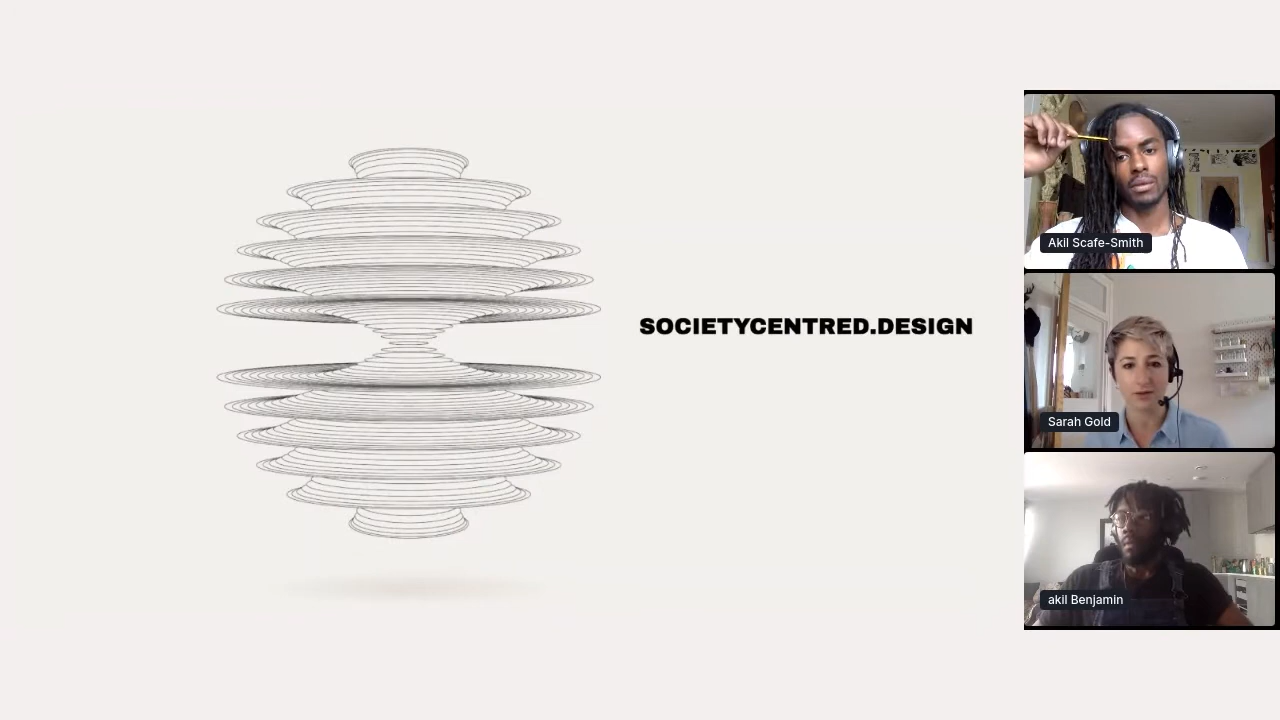 SOCIETYCENTRED.DESIGN
Akil Scafe-Smith
Sarah Gold
akil Benjamin